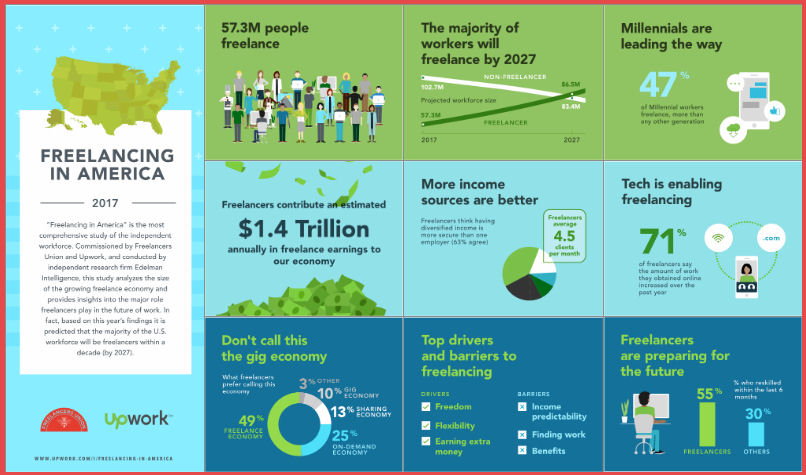 FREELANCING
IN AMERICA
2017
"Freelancing in America" is the most
comprehensive study of the independent
workforce. Commissioned by Freelancers
Union and Upwork, and conducted by
independent research firm Edelman
Intelligence, this study analyzes the size
of the growing freelance economy and
provides insights into the major role
freelancers play in the future of work. In
fact, based on this year's findings it is
predicted that the majority of the U.S.
workforce will be freelancers within a
decade (by 2027).
FREELANCERS UNION
Upwork™
WWW.UPWORK.COM/I/FREELANCING-IN-AMERICA
57.3M people
freelance
The majority of
workers will
freelance by 2027
NON-FREELANCER
102.7M
86.5M
Projected workforce size
83.4M
57.3M
FREELANCER
2017
2027
Millennials are
leading the way
47%
of Millennial workers
freelance, more than
any other generation
Freelancers contribute an estimated
$1.4 Trillion
annually in freelance earnings to
our economy
More income
sources are better
Freelancers think having
diversified income is
more secure than one
employer (63% agree)
Freelancers
average
4.5
clients
per month
Tech is enabling
freelancing
71%
of freelancers say
the amount of work
they obtained online
increased over the
past year
.com
Don't call this
the gig economy
What freelancers
prefer calling this
economy
3% OTHER
10% GIG
ECONOMY
13% SHARING
ECONOMY
25%
ON-DEMAND
ECONOMY
49%
FREELANCE
ECONOMY
Top drivers
and barriers to
freelancing
DRIVERS
Freedom
Flexibility
Earning extra
money
BARRIERS
Income
predictability
Finding work
Benefits
Freelancers
are preparing for
the future
% who reskilled
within the last 6
months
55%
FREELANCERS
30%
OTHERS